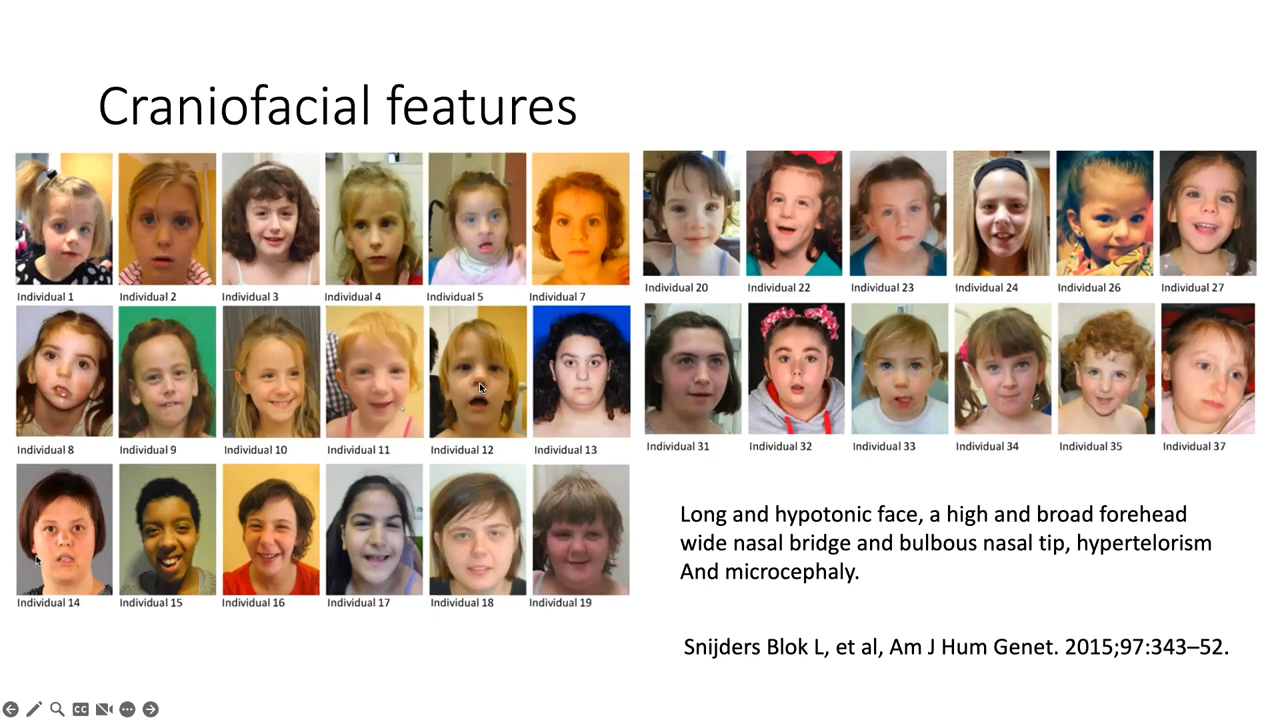 Craniofacial features
Individual 1 Individual 2 Individual 3 Individual 4 Individual 5 Individual 7
Individual 8 Individual 9 Individual 10 Individual 11 Individual 12 Individual 13
Individual 14 Individual 15 Individual 16 Individual 17 Individual 18 Individual 19
Individual 20 Individual 22 Individual 23 Individual 24 Individual 26 Individual 27
Individual 31 Individual 32 Individual 33 Individual 34 Individual 35 Individual 37
Long and hypotonic face, a high and broad forehead
wide nasal bridge and bulbous nasal tip, hypertelorism
And microcephaly.
Snijders Blok L, et al, Am J Hum Genet. 2015;97:343–52.
CC